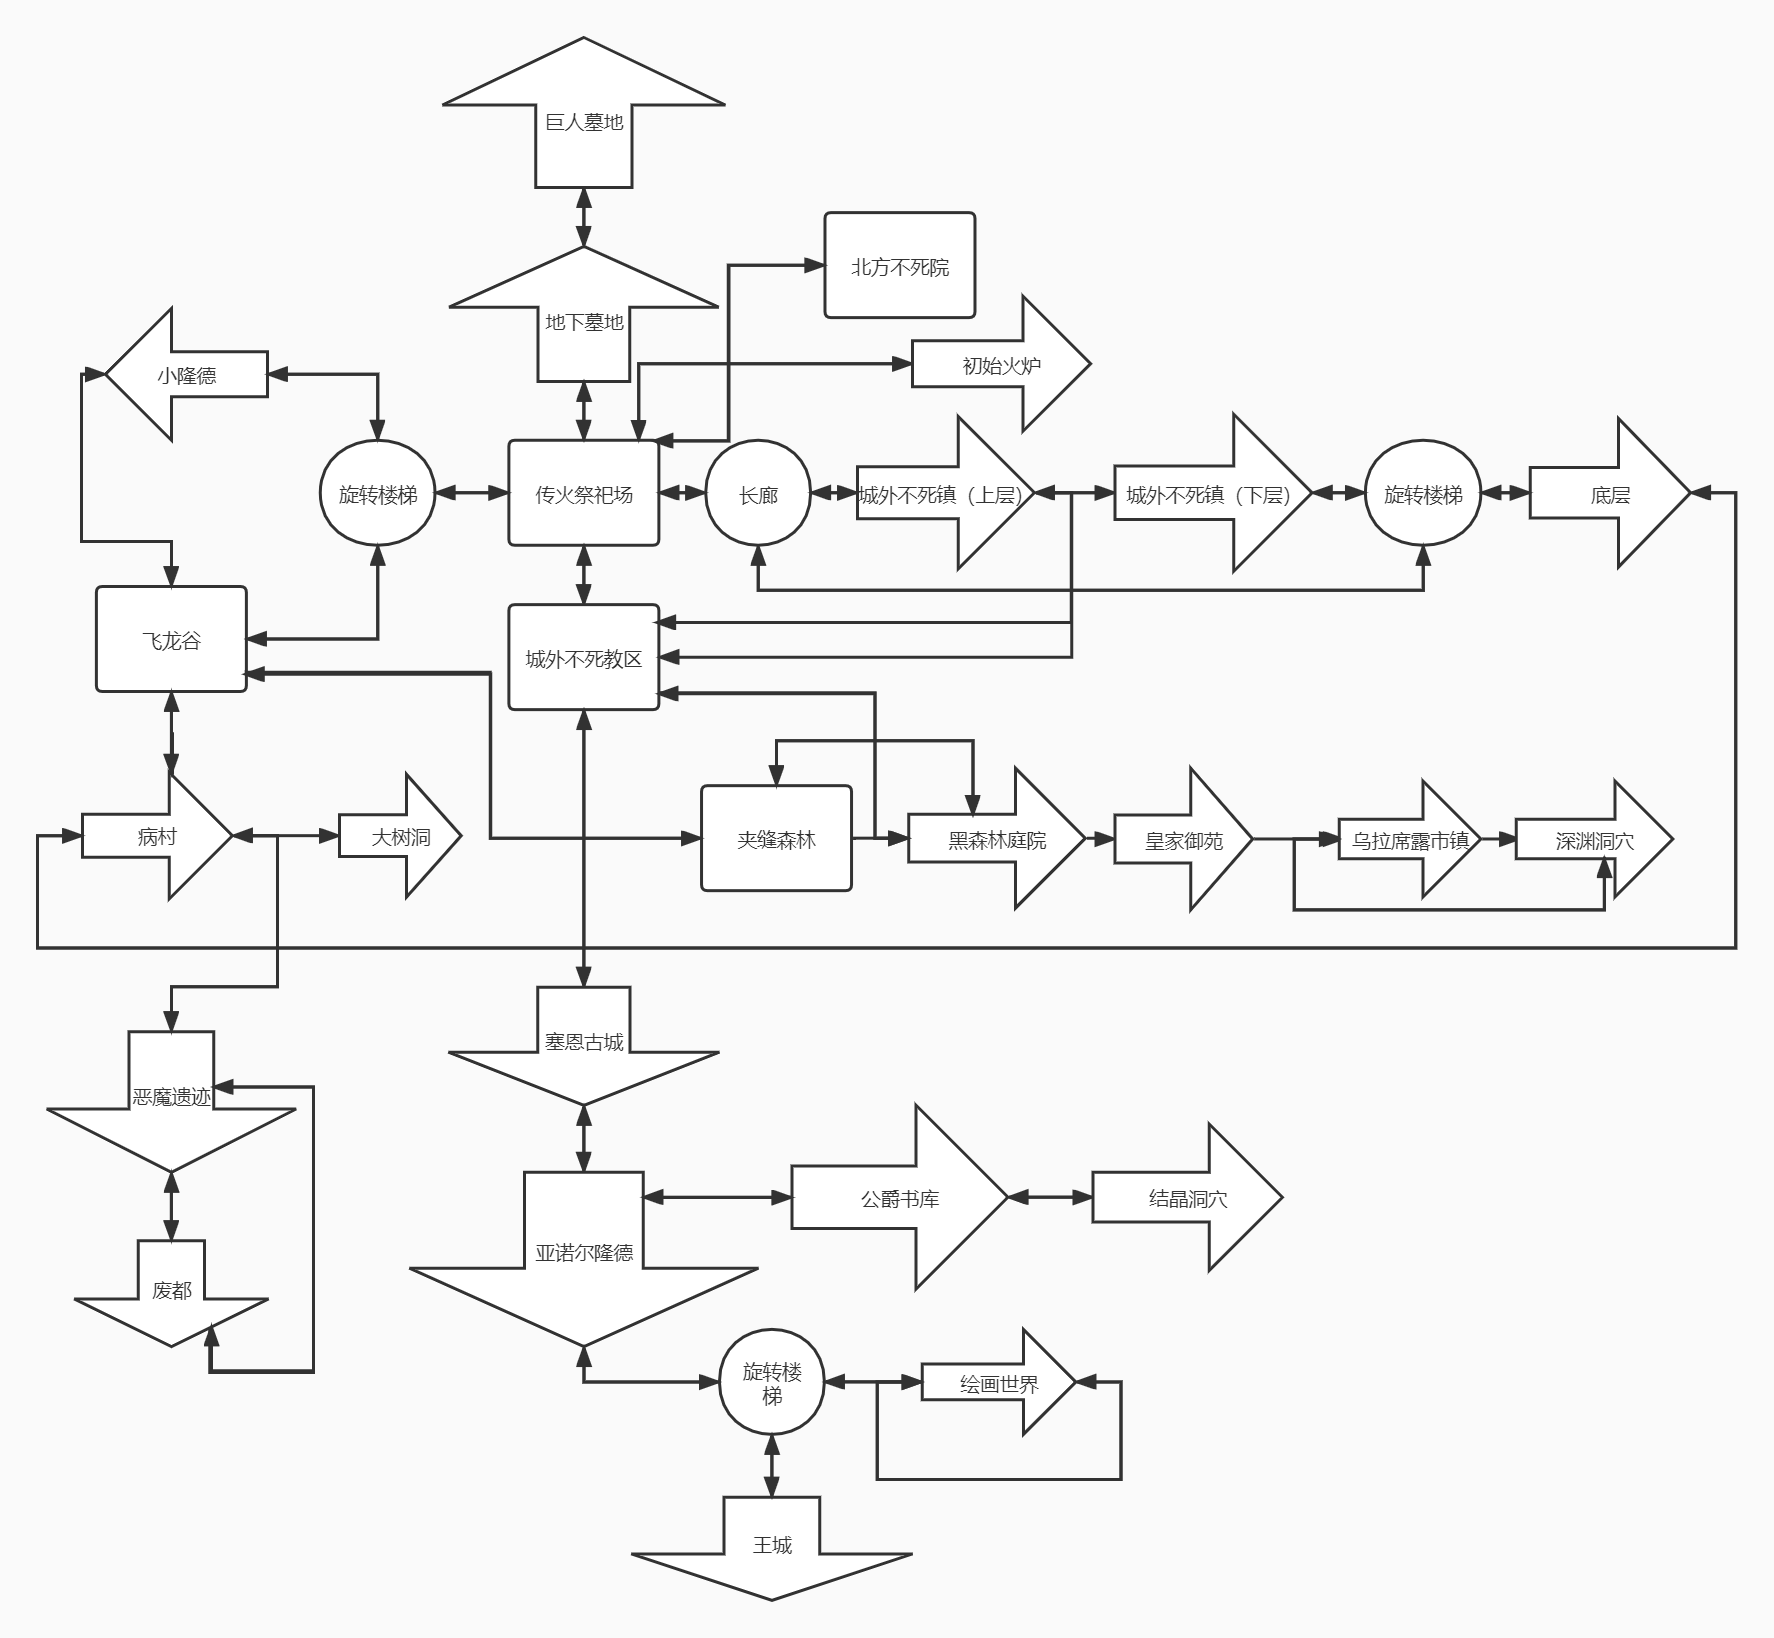 巨人墓地
北方不死院
地下墓地
初始火炉
小隆德
旋转楼梯
传火祭祀场
长廊
城外不死镇（上层）
城外不死镇（下层）
旋转楼梯
底层
飞龙谷
城外不死教区
病村
大树洞
夹缝森林
黑森林庭院
皇家御苑
乌拉席露市镇
深渊洞穴
塞恩古城
恶魔遗迹
公爵书库
结晶洞穴
亚诺尔隆德
废都
旋转楼
梯
绘画世界
王城